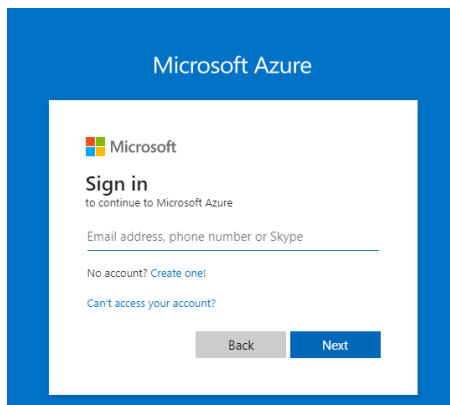 Microsoft Azure
Microsoft
Sign in
to continue to Microsoft Azure
Email address, phone number or Skype
No account? Create one!
Can't access your account?
Back Next